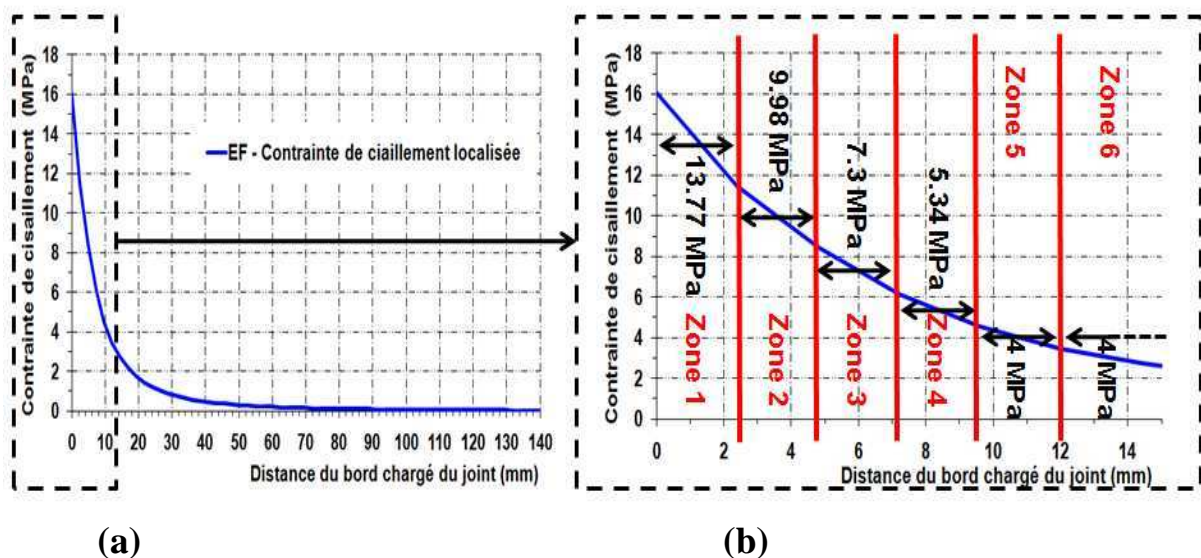 Contrainte de cisaillement (MPa)
18
16
14
12
10
8
6
4
2
0
EF - Contrainte de ciaillement localisée
0 10 20 30 40 50 60 70 80 90 100 110 120 130 140
Distance du bord chargé du joint (mm)
(a)
Contrainte de cisaillement (MPa)
18
16
14
12
10
8
6
4
2
0
13.77 MPa
Zone 1
9.98 MPa
Zone 2
7.3 MPa
Zone 3
5.34 MPa
Zone 4
Zone 5
4 MPa
Zone 6
4 MPa
0 2 4 6 8 10 12 14
Distance du bord chargé du joint (mm)
(b)